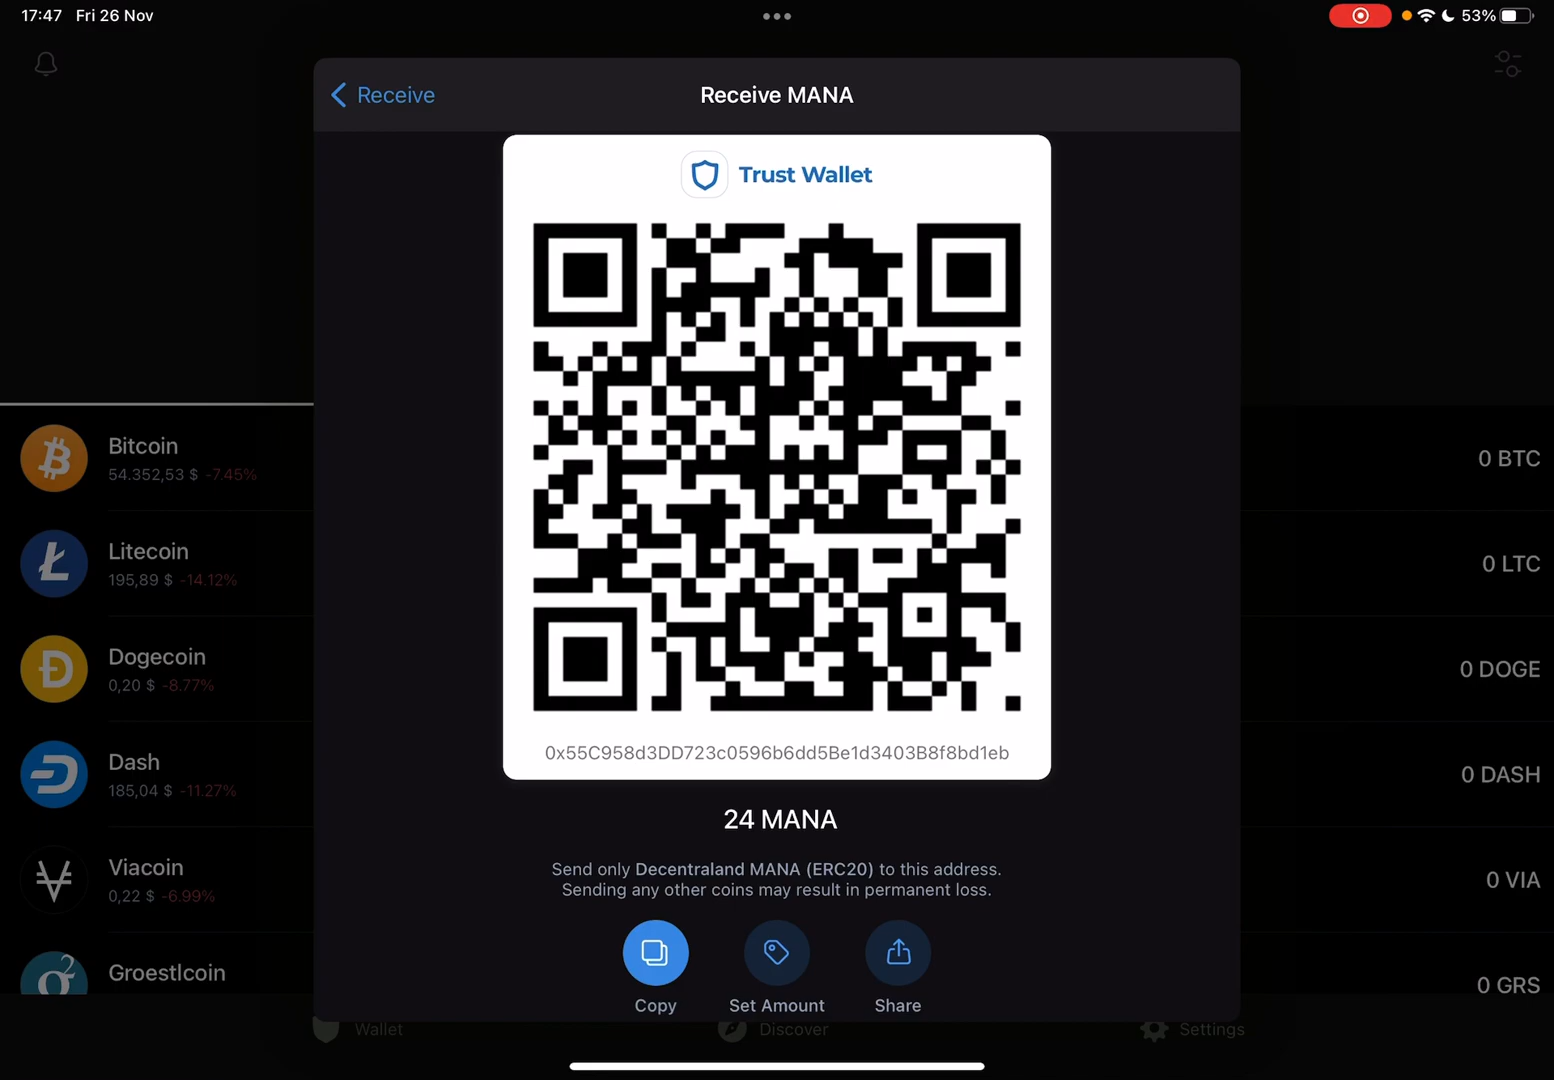 17:47 Fri 26 Nov
53%
Receive
Receive MANA
Trust Wallet
0x55C958d3DD723c0596b6dd5Be1d3403B8f8bd1eb
24 MANA
Send only Decentraland MANA (ERC20) to this address.
Sending any other coins may result in permanent loss.
Copy
Set Amount
Share
Bitcoin
54.352,53 $ -7.45%
0 BTC
Litecoin
195,89 $ -14.12%
0 LTC
Dogecoin
0,20 $ -8.77%
0 DOGE
Dash
185,04 $ -11.27%
0 DASH
Viacoin
0,22 $ -6.99%
0 VIA
Groestlcoin
0 GRS
Wallet
Discover
Settings